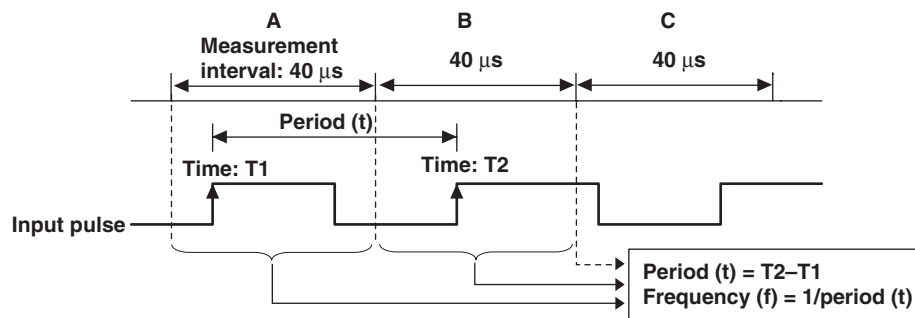 A
B
C
Measurement
interval: 40 μs
40 μs
40 μs
Period (t)
Time: T1
Time: T2
Input pulse
Period (t) = T2–T1
Frequency (f) = 1/period (t)